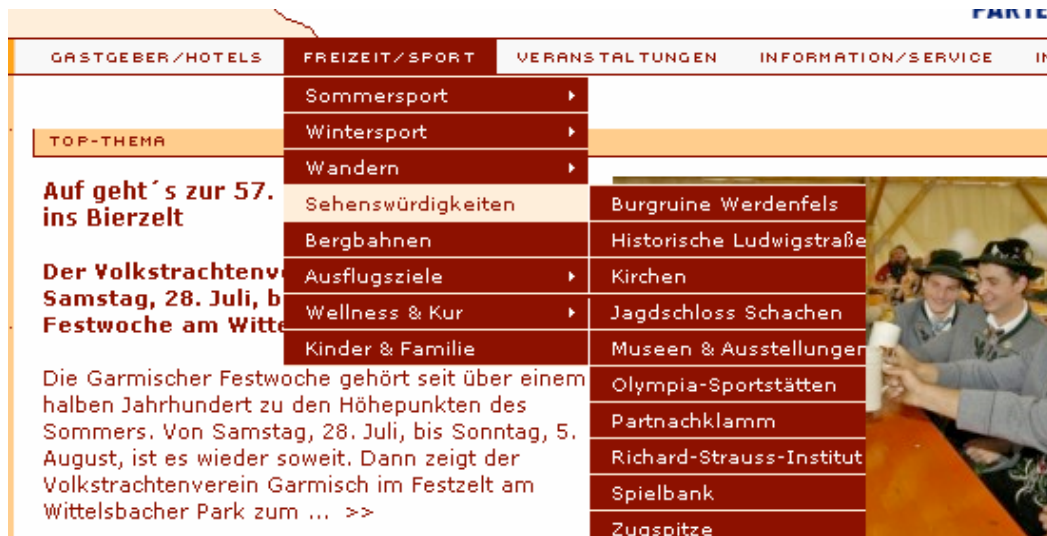 GASTGEBER/HOTELS FREIZEIT/SPORT VERANSTALTUNGEN INFORMATION/SERVICE
Sommersport
Wintersport
Wandern
Sehenswürdigkeiten
Bergbahnen
Ausflugsziele
Wellness & Kur
Kinder & Familie
Burgruine Werdenfels
Historische Ludwigstraße
Kirchen
Jagdschloss Schachen
Museen & Ausstellungen
Olympia-Sportstätten
Partnachklamm
Richard-Strauss-Institut
Spielbank
Zugspitze
TOP-THEMA
Auf geht´s zur 57.
ins Bierzelt
Der
Samstag, 28. Juli,
Festwoche am
Die Garmischer Festwoche gehört seit über einem
halben Jahrhundert zu den Höhepunkten des
Sommers. Von Samstag, 28. Juli, bis Sonntag, 5.
August, ist es wieder soweit. Dann zeigt der
Volkstrachtenverein Garmisch im Festzelt am
Wittelsbacher Park zum ... >>